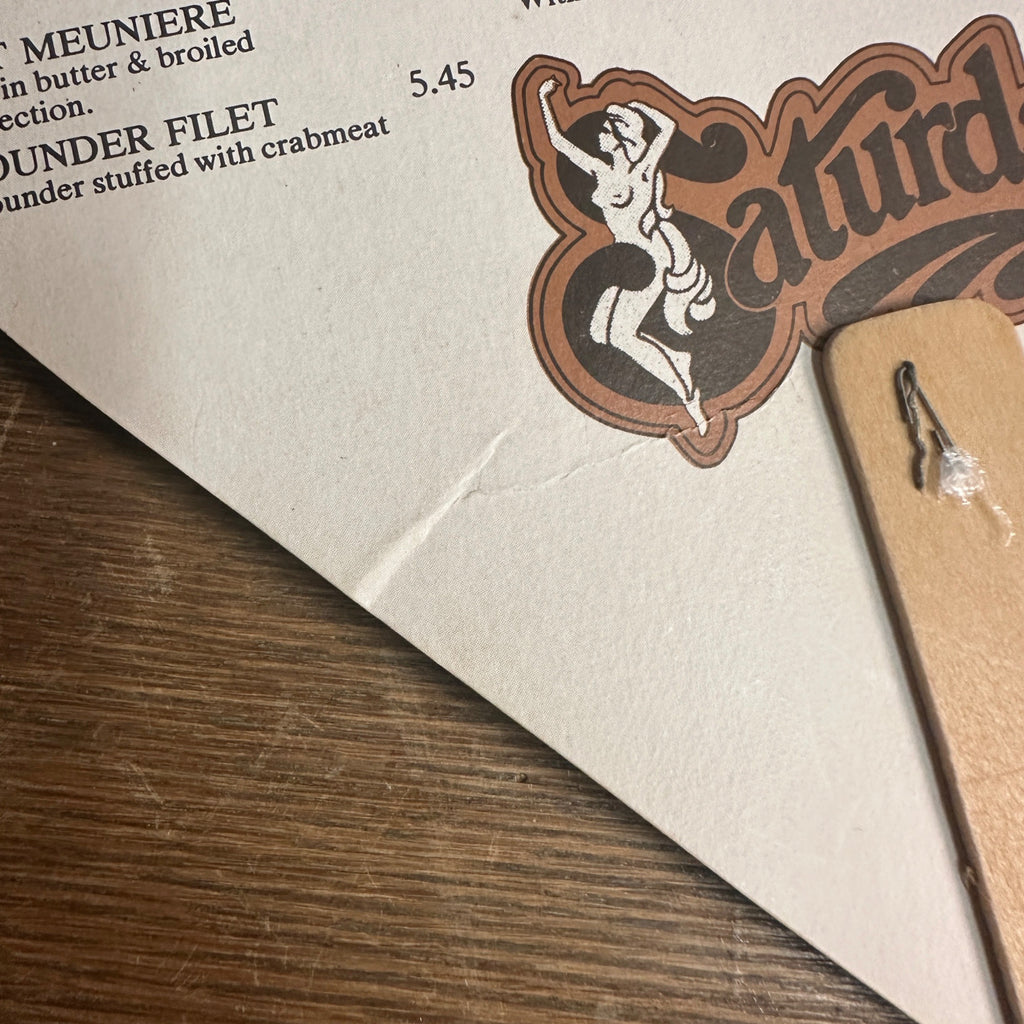 MEUNIERE
in butter & broiled
ection.
5.45
OUNDER FILET
ounder stuffed with crabmeat
Saturd